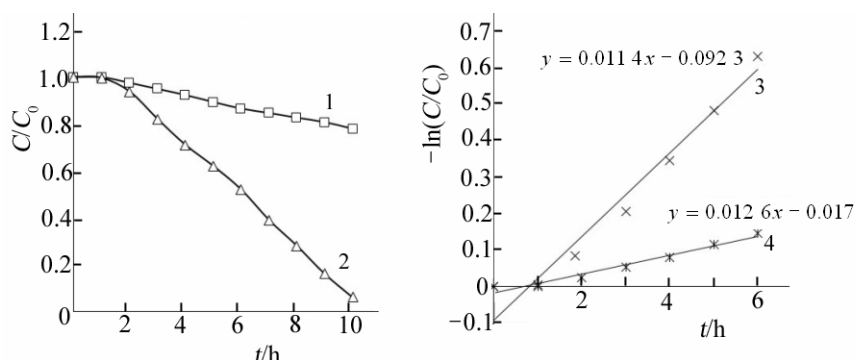 1.2
1.0
0.8
0.6
0.4
0.2
0
2 4 6 8 10
C/C₀
t/h
1
2
0.7
0.6
0.5
0.4
0.3
0.2
0.1
0
−0.1
2 4 6
−ln(C/C₀)
t/h
y = 0.011 4x − 0.092 3
3
y = 0.012 6x − 0.017
4